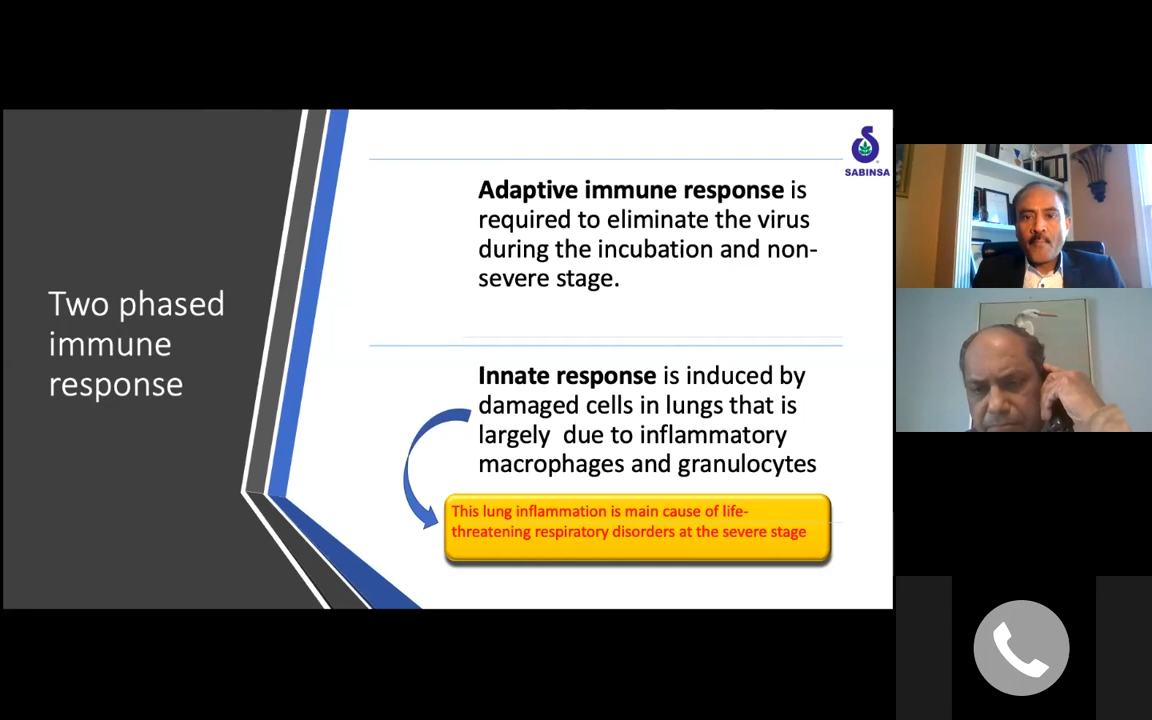 Two phased
immune
response
SABINSA
Adaptive immune response is
required to eliminate the virus
during the incubation and non-
severe stage.
Innate response is induced by
damaged cells in lungs that is
largely  due to inflammatory
macrophages and granulocytes
This lung inflammation is main cause of life-
threatening respiratory disorders at the severe stage